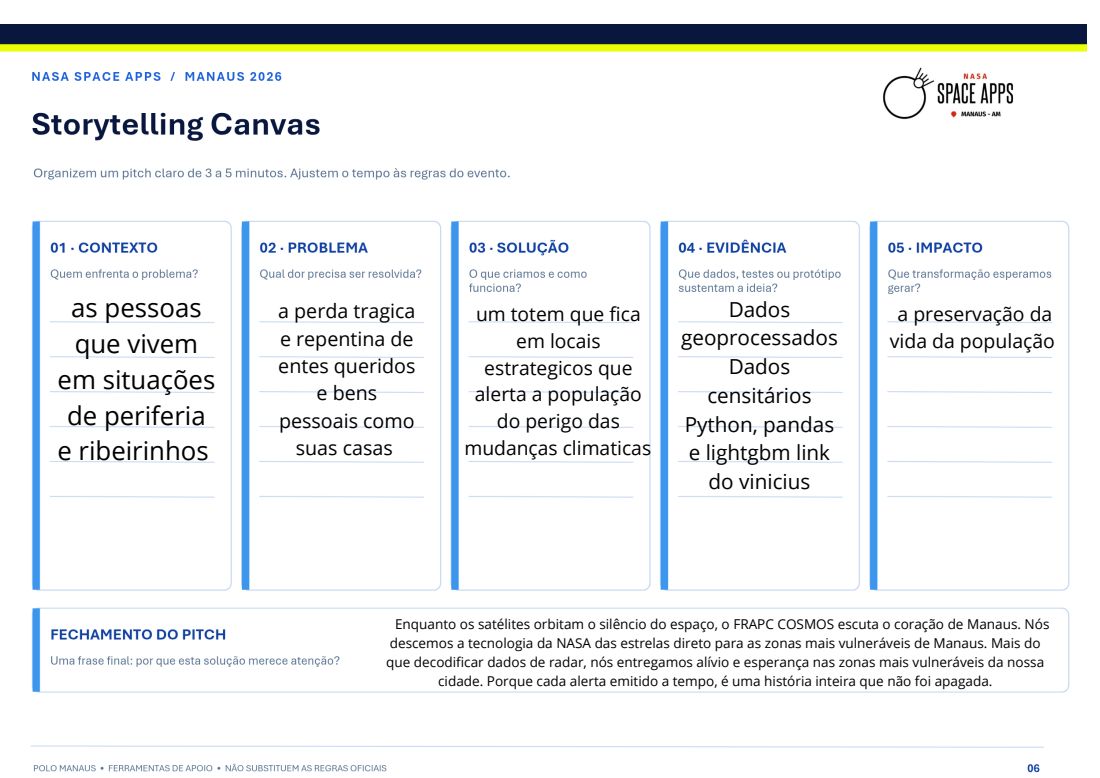 NASA SPACE APPS / MANAUS 2026
NASA
SPACE APPS
MANAUS - AM
Storytelling Canvas
Organizem um pitch claro de 3 a 5 minutos. Ajustem o tempo às regras do evento.
01 · CONTEXTO
Quem enfrenta o problema?
as pessoas
que vivem
em situações
de periferia
e ribeirinhos
02 · PROBLEMA
Qual dor precisa ser resolvida?
a perda tragica
e repentina de
entes queridos
e bens
pessoais como
suas casas
03 · SOLUÇÃO
O que criamos e como
funciona?
um totem que fica
em locais
estrategicos que
alerta a população
do perigo das
mudanças climaticas
04 · EVIDÊNCIA
Que dados, testes ou protótipo
sustentam a ideia?
Dados
geoprocessados
Dados
censitários
Python, pandas
e lightgbm link
do vinicius
05 · IMPACTO
Que transformação esperamos
gerar?
a preservação da
vida da população
FECHAMENTO DO PITCH
Uma frase final: por que esta solução merece atenção?
Enquanto os satélites orbitam o silêncio do espaço, o FRAPC COSMOS escuta o coração de Manaus. Nós
descemos a tecnologia da NASA das estrelas direto para as zonas mais vulneráveis de Manaus. Mais do
que decodificar dados de radar, nós entregamos alívio e esperança nas zonas mais vulneráveis da nossa
cidade. Porque cada alerta emitido a tempo, é uma história inteira que não foi apagada.
POLO MANAUS • FERRAMENTAS DE APOIO • NÃO SUBSTITUEM AS REGRAS OFICIAIS
06